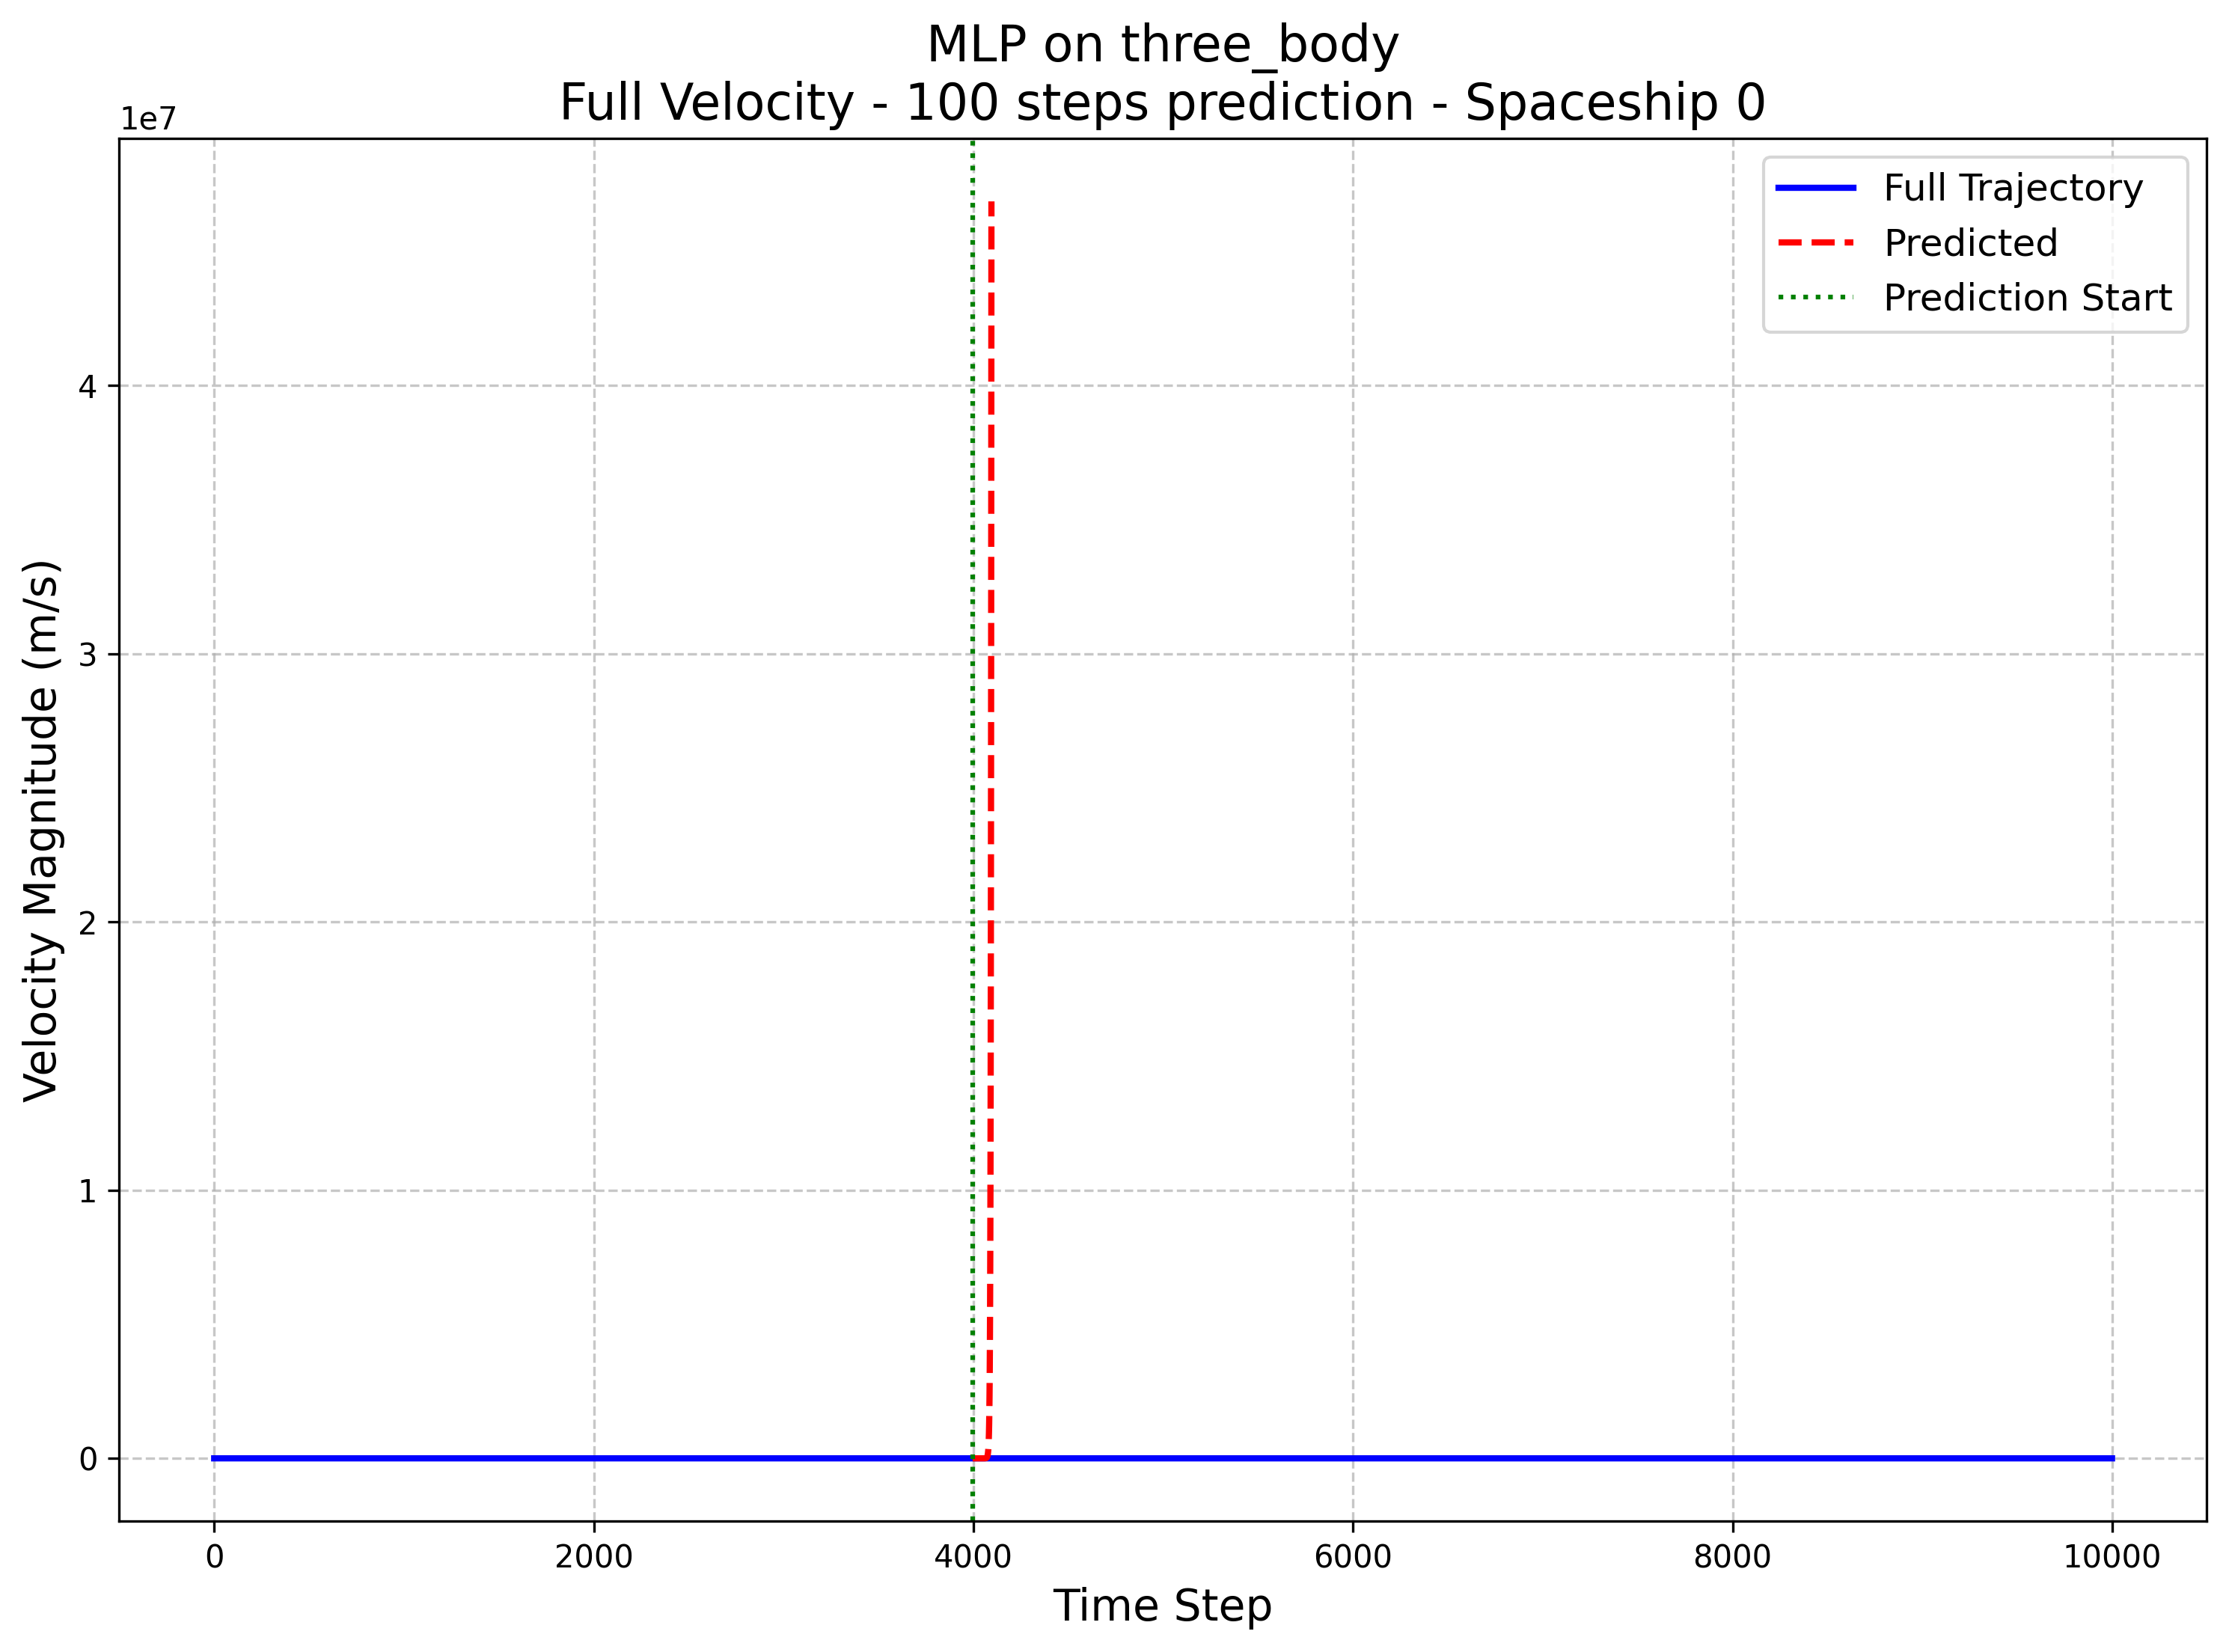 MLP on three_body
Full Velocity - 100 steps prediction - Spaceship 0
1e7
Full Trajectory
Predicted
Prediction Start
4
3
2
1
0
Velocity Magnitude (m/s)
0 2000 4000 6000 8000 10000
Time Step